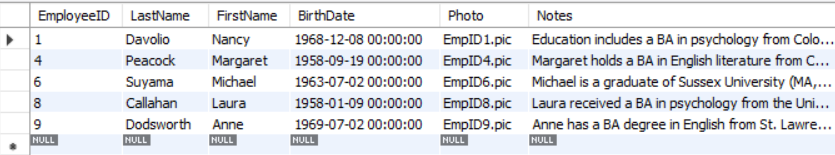 EmployeeID LastName FirstName BirthDate Photo Notes
1 Davolio Nancy 1968-12-08 00:00:00 EmpID1.pic Education includes a BA in psychology from Colo...
4 Peacock Margaret 1958-09-19 00:00:00 EmpID4.pic Margaret holds a BA in English literature from C...
6 Suyama Michael 1963-07-02 00:00:00 EmpID6.pic Michael is a graduate of Sussex University (MA,...
8 Callahan Laura 1958-01-09 00:00:00 EmpID8.pic Laura received a BA in psychology from the Uni...
9 Dodsworth Anne 1969-07-02 00:00:00 EmpID9.pic Anne has a BA degree in English from St. Lawre...
NULL NULL NULL NULL NULL NULL